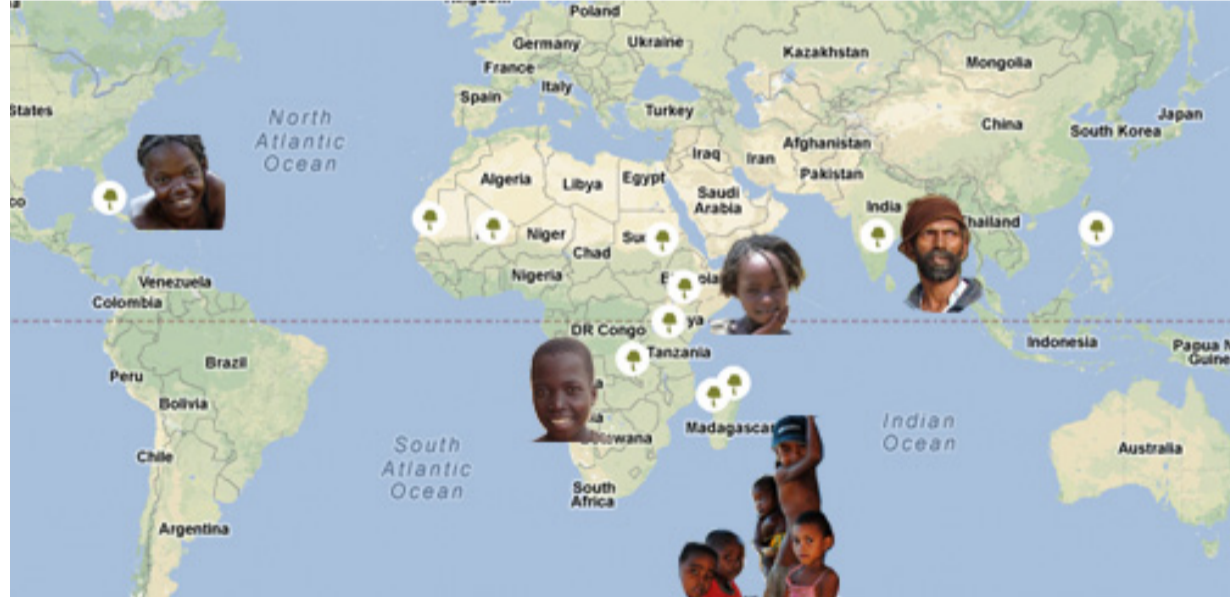 Poland
Germany
Ukraine
Kazakhstan
Mongolia
France
Italy
Spain
Turkey
States
North
Atlantic
Ocean
Japan
China
South Korea
Afghanistan
Iraq
Iran
Pakistan
Algeria
Libya
Egypt
Saudi
Arabia
India
Niger
Chad
Nigeria
Venezuela
Colombia
DR Congo
Tanzania
Indonesia
Brazil
Peru
Bolivia
Madagascar
Indian
Ocean
South
Atlantic
Ocean
Australia
Chile
South
Africa
Argentina